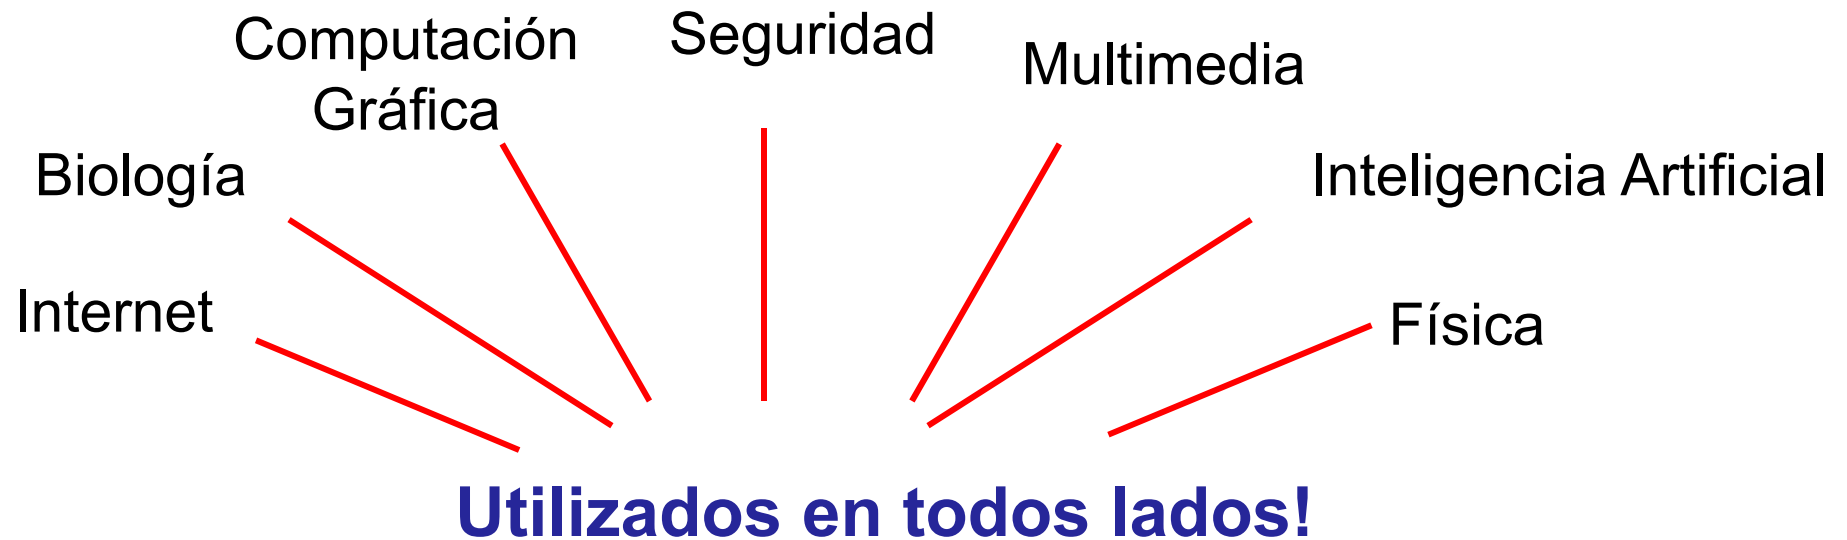 Computación
Gráfica
Seguridad
Multimedia
Biología
Inteligencia Artificial
Internet
Física
Utilizados en todos lados!